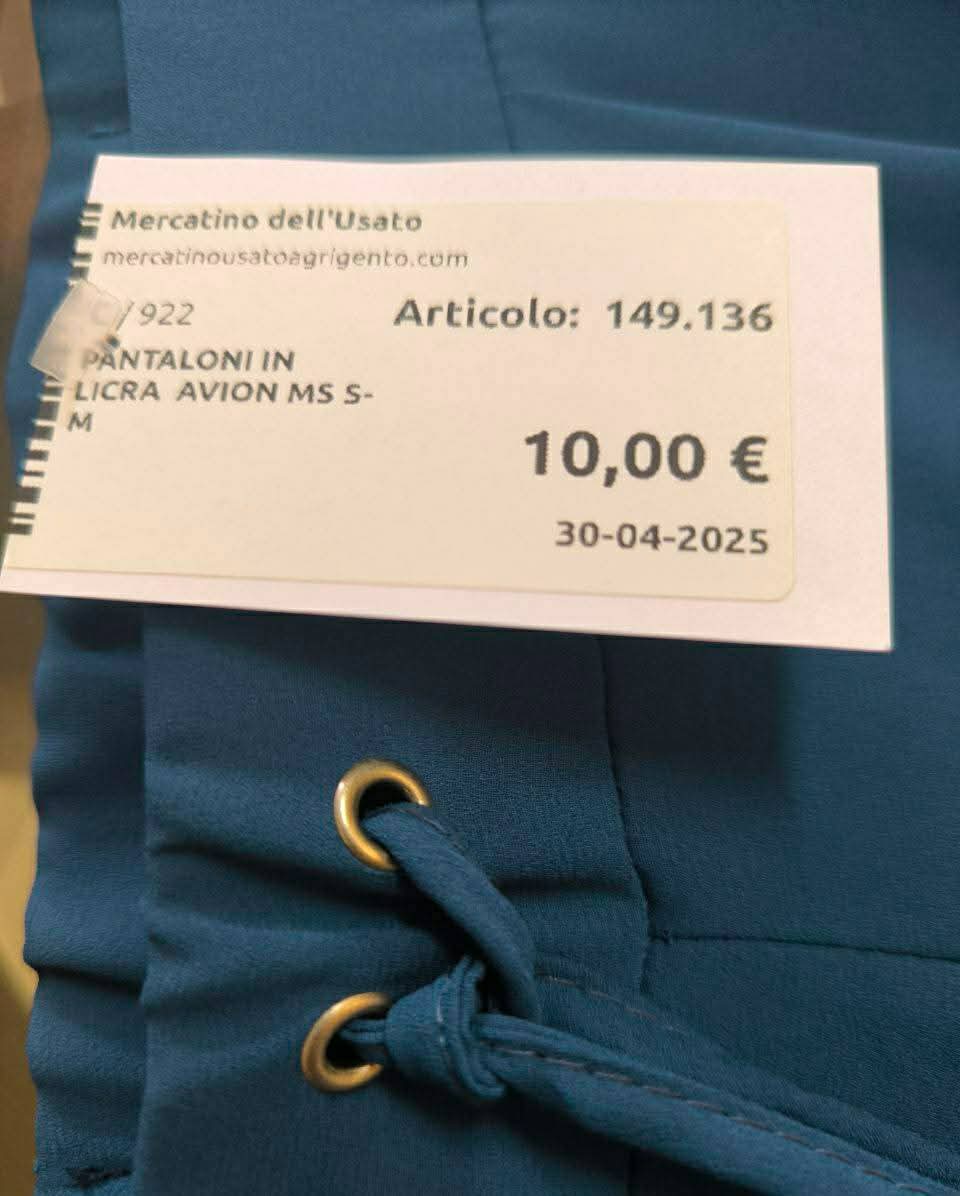 Mercatino dell'Usato
mercatinousatoagrigento.com
C/922
Articolo: 149.136
PANTALONI IN
LICRA AVION MS S-
M
10,00 €
30-04-2025